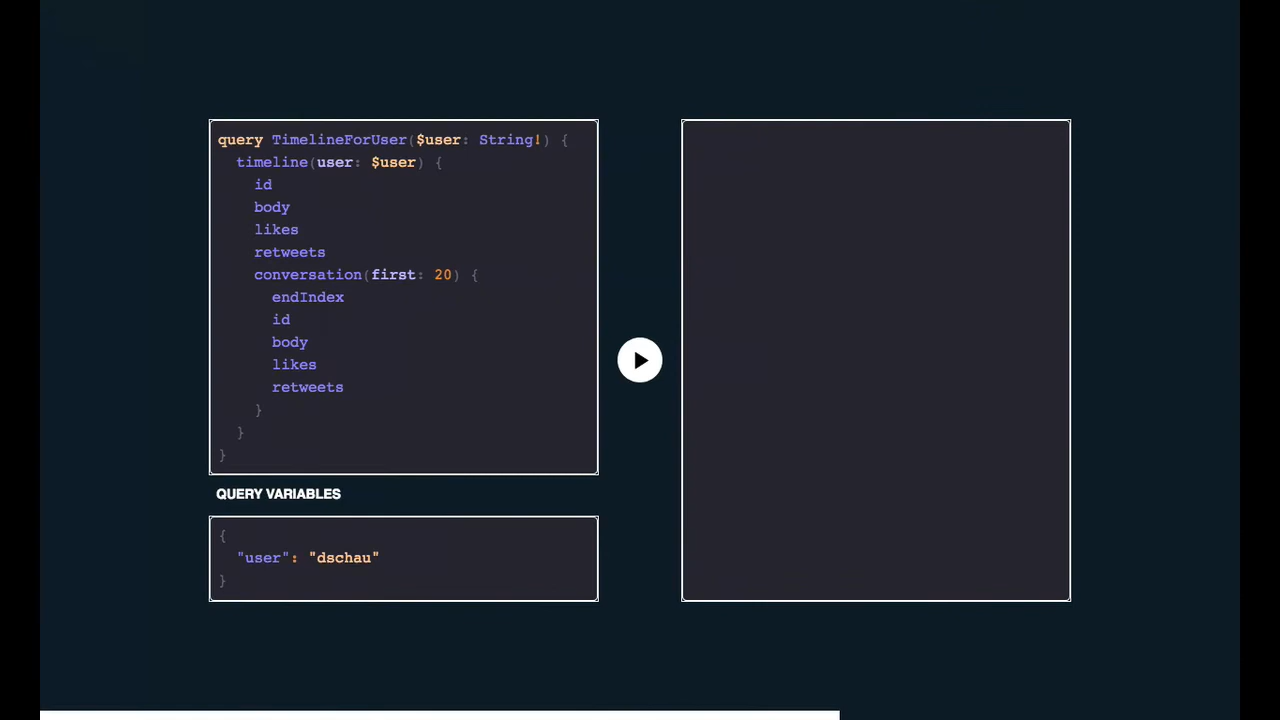 query TimelineForUser($user: String!) {
  timeline(user: $user) {
    id
    body
    likes
    retweets
    conversation(first: 20) {
      endIndex
      id
      body
      likes
      retweets
    }
  }
}
QUERY VARIABLES
{
  "user": "dschau"
}